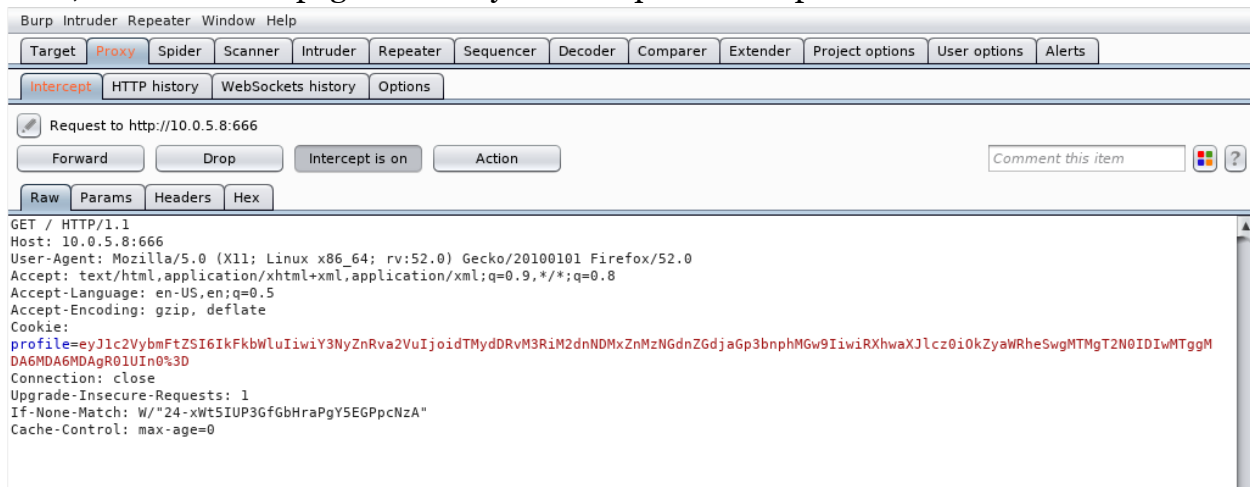 Burp Intruder Repeater Window Help
Target Proxy Spider Scanner Intruder Repeater Sequencer Decoder Comparer Extender Project options User options Alerts
Intercept HTTP history WebSockets history Options
Request to http://10.0.5.8:666
Forward Drop Intercept is on Action Comment this item ?
Raw Params Headers Hex
GET / HTTP/1.1
Host: 10.0.5.8:666
User-Agent: Mozilla/5.0 (X11; Linux x86_64; rv:52.0) Gecko/20100101 Firefox/52.0
Accept: text/html,application/xhtml+xml,application/xml;q=0.9,*/*;q=0.8
Accept-Language: en-US,en;q=0.5
Accept-Encoding: gzip, deflate
Cookie:
profile=eyJ1c2VybmFtZSI6IkFkbWluIiwiY3NyZnRva2VuIjoidTMydDRvM3RiM2dnNDMxZnMzNGdnZGdjaGp3bnphMGw9IiwiRXhwaXJlcz0iOkZyaWRheSwgMTMgT2N0IDIwMTggM
DA6MDA6MDAgR01UIn0%3D
Connection: close
Upgrade-Insecure-Requests: 1
If-None-Match: W/"24-xWt5IUP3GfGbHraPgY5EGPpcNzA"
Cache-Control: max-age=0